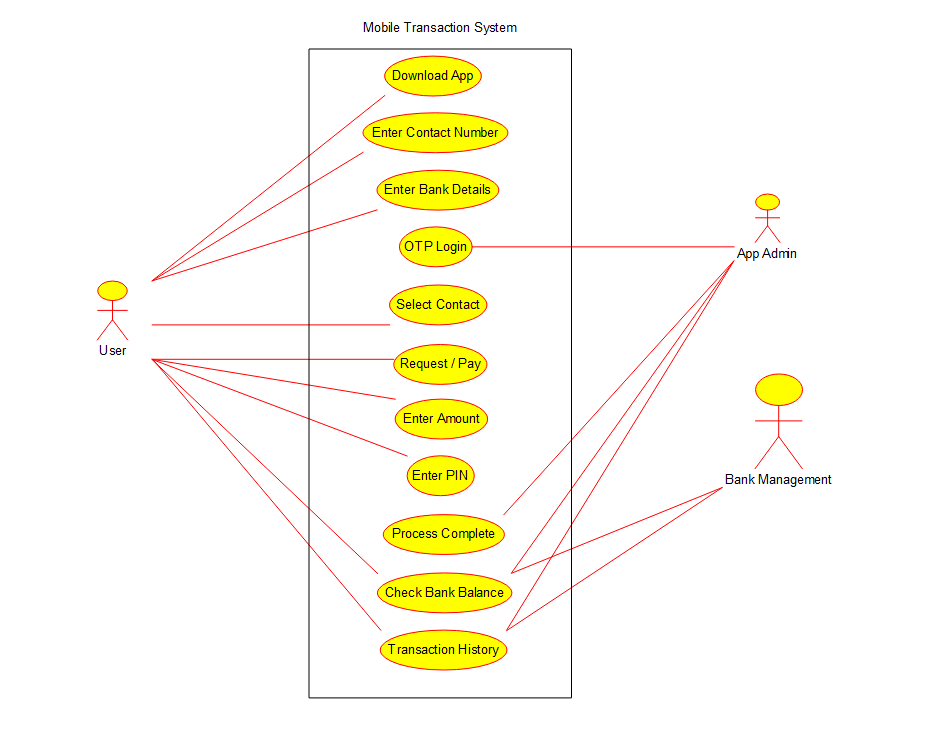 Mobile Transaction System
Download App
Enter Contact Number
Enter Bank Details
OTP Login
App Admin
Select Contact
User
Request / Pay
Enter Amount
Enter PIN
Bank Management
Process Complete
Check Bank Balance
Transaction History